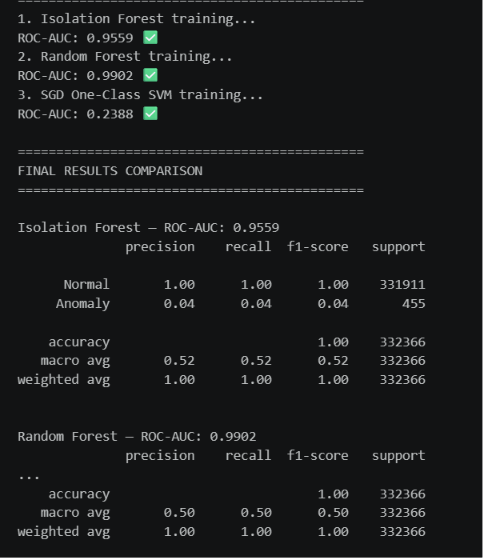 ==============================================
1. Isolation Forest training...
ROC-AUC: 0.9559 ✅
2. Random Forest training...
ROC-AUC: 0.9902 ✅
3. SGD One-Class SVM training...
ROC-AUC: 0.2388 ✅
==============================================
FINAL RESULTS COMPARISON
==============================================
Isolation Forest — ROC-AUC: 0.9559
precision recall f1-score support
Normal 1.00 1.00 1.00 331911
Anomaly 0.04 0.04 0.04 455
accuracy 1.00 332366
macro avg 0.52 0.52 0.52 332366
weighted avg 1.00 1.00 1.00 332366
Random Forest — ROC-AUC: 0.9902
precision recall f1-score support
...
accuracy 1.00 332366
macro avg 0.50 0.50 0.50 332366
weighted avg 1.00 1.00 1.00 332366